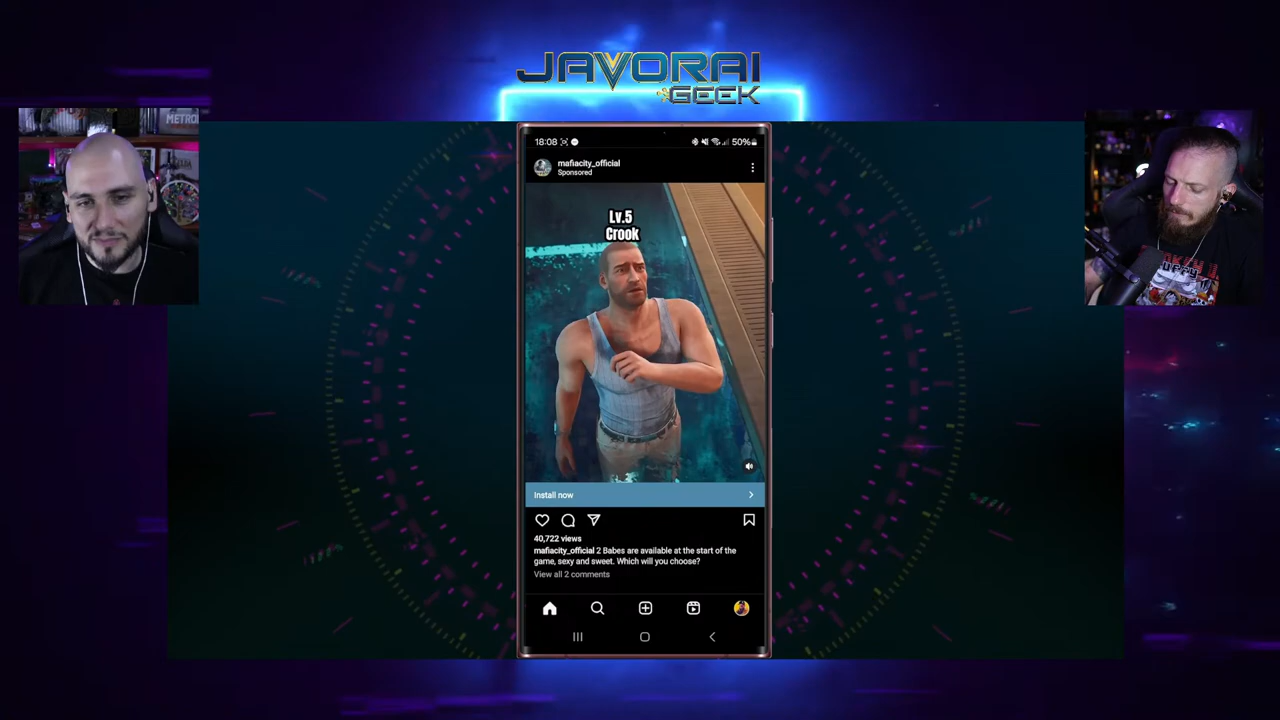 JAVORAI
GEEK
METRO
18:08
50%
mafiacity_official
Sponsored
Lv.5
Crook
Install now
40,722 views
mafiacity_official 2 Babes are available at the start of the
game, sexy and sweet. Which will you choose?
View all 2 comments